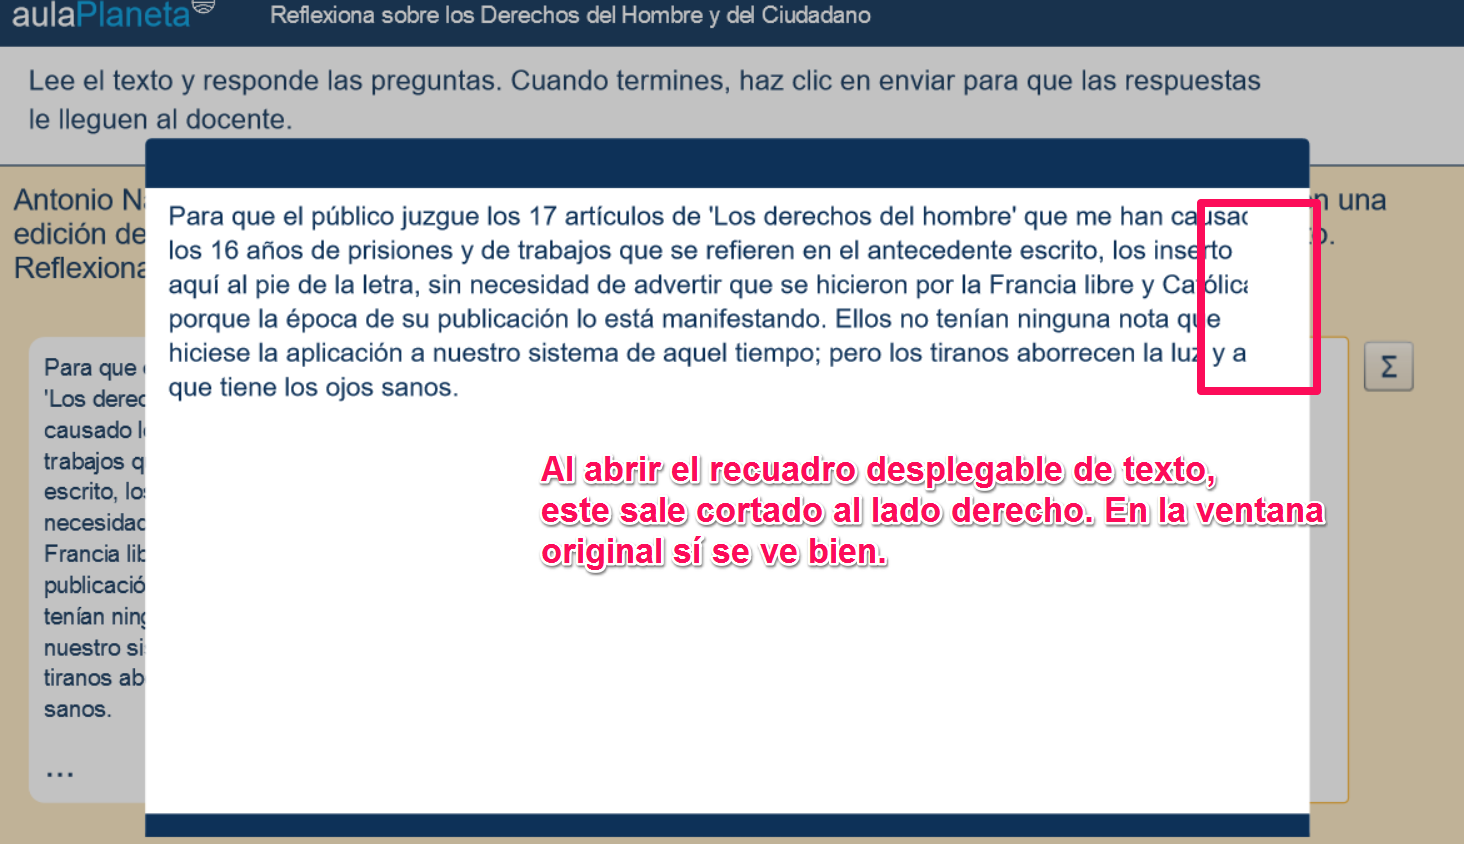 aulaPlaneta
Reflexiona sobre los Derechos del Hombre y del Ciudadano
Lee el texto y responde las preguntas. Cuando termines, haz clic en enviar para que las respuestas
le lleguen al docente.
Antonio
una
edición de
Reflexiona
Para que el público juzgue los 17 artículos de 'Los derechos del hombre' que me han causad
los 16 años de prisiones y de trabajos que se refieren en el antecedente escrito, los inserto
aquí al pie de la letra, sin necesidad de advertir que se hicieron por la Francia libre y Católica
porque la época de su publicación lo está manifestando. Ellos no tenían ninguna nota que
hiciese la aplicación a nuestro sistema de aquel tiempo; pero los tiranos aborrecen la luz y a
que tiene los ojos sanos.
Para que
'Los derec
causado
trabajos q
escrito, los
necesidad
Francia lib
publicació
tenían ning
nuestro si
tiranos ab
sanos.
...
Σ
Al abrir el recuadro desplegable de texto,
este sale cortado al lado derecho. En la ventana
original sí se ve bien.